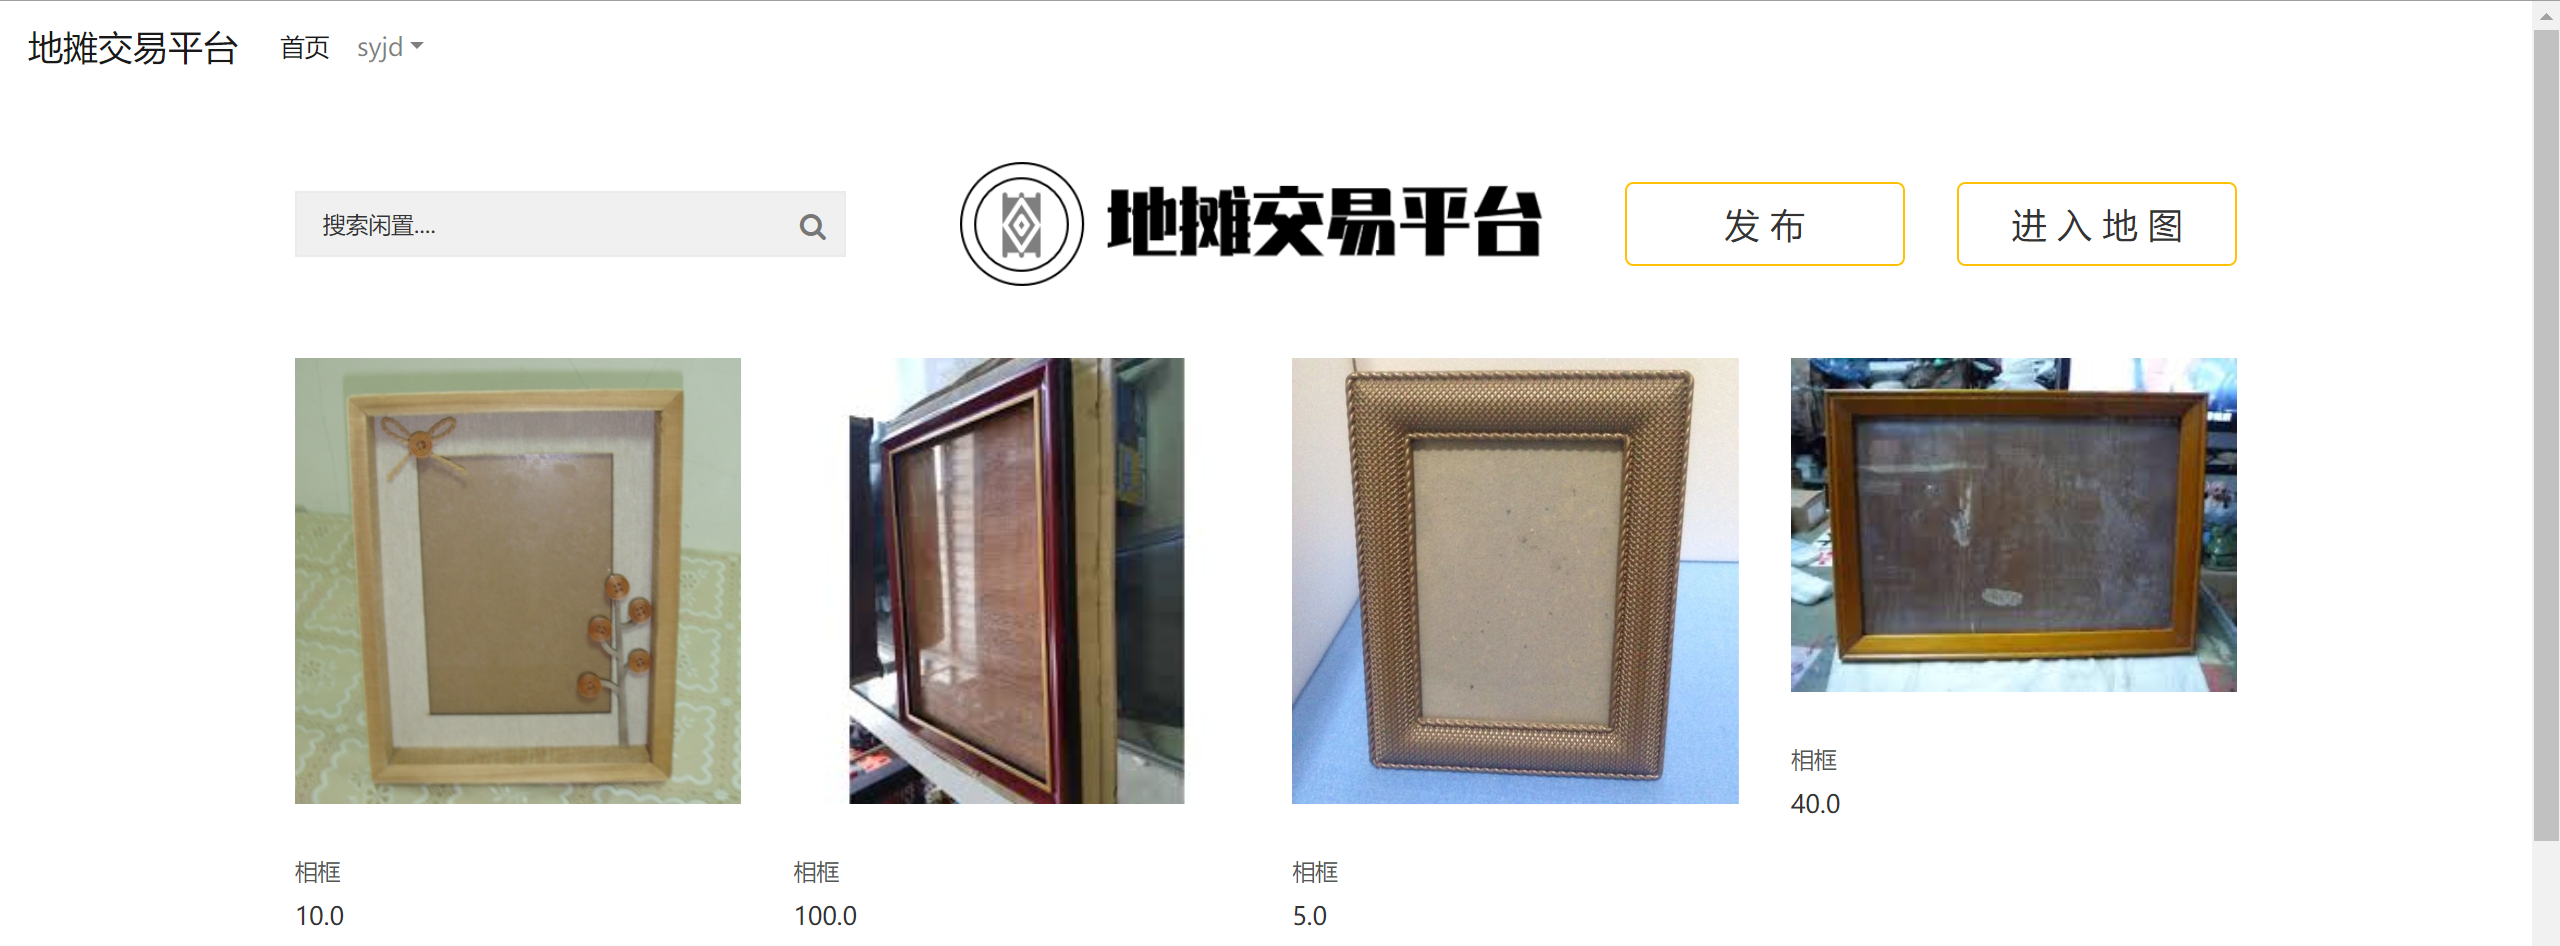 地摊交易平台 首页 syjd
搜索闲置....
地摊交易平台
发布
进入地图
相框
10.0
相框
100.0
相框
5.0
相框
40.0